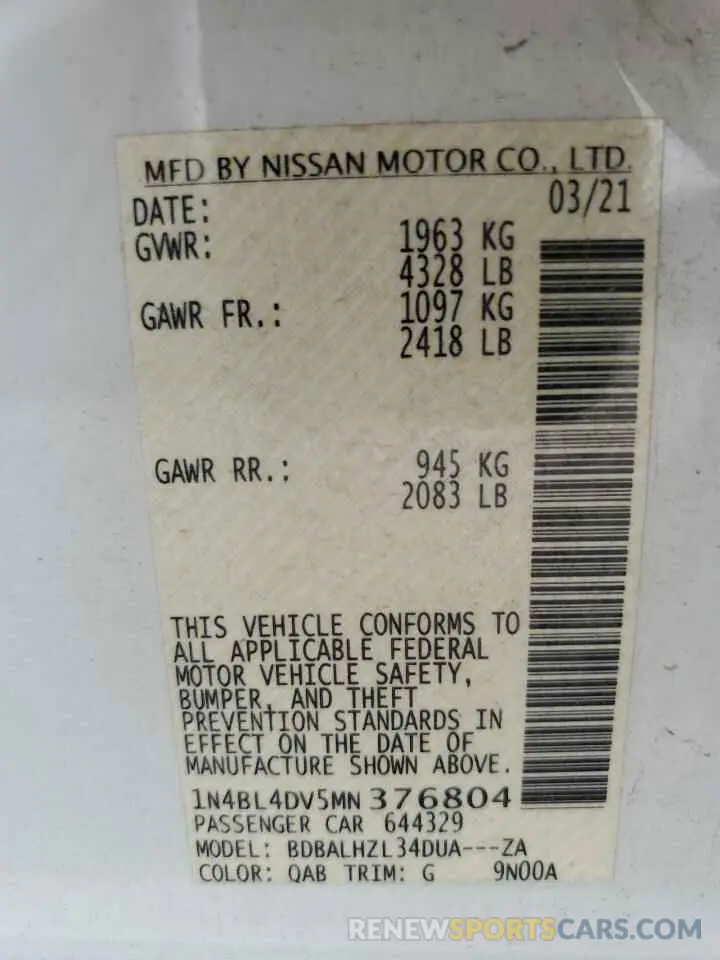 MFD BY NISSAN MOTOR CO., LTD.
DATE: 03/21
GVWR: 1963 KG
4328 LB
GAWR FR.: 1097 KG
2418 LB
GAWR RR.: 945 KG
2083 LB
THIS VEHICLE CONFORMS TO
ALL APPLICABLE FEDERAL
MOTOR VEHICLE SAFETY,
BUMPER, AND THEFT
PREVENTION STANDARDS IN
EFFECT ON THE DATE OF
MANUFACTURE SHOWN ABOVE.
1N4BL4DV5MN376804
PASSENGER CAR 644329
MODEL: BDBALHZL34DUA---ZA
COLOR: QAB TRIM: G 9N00A
RENEWSPORTSCARS.COM